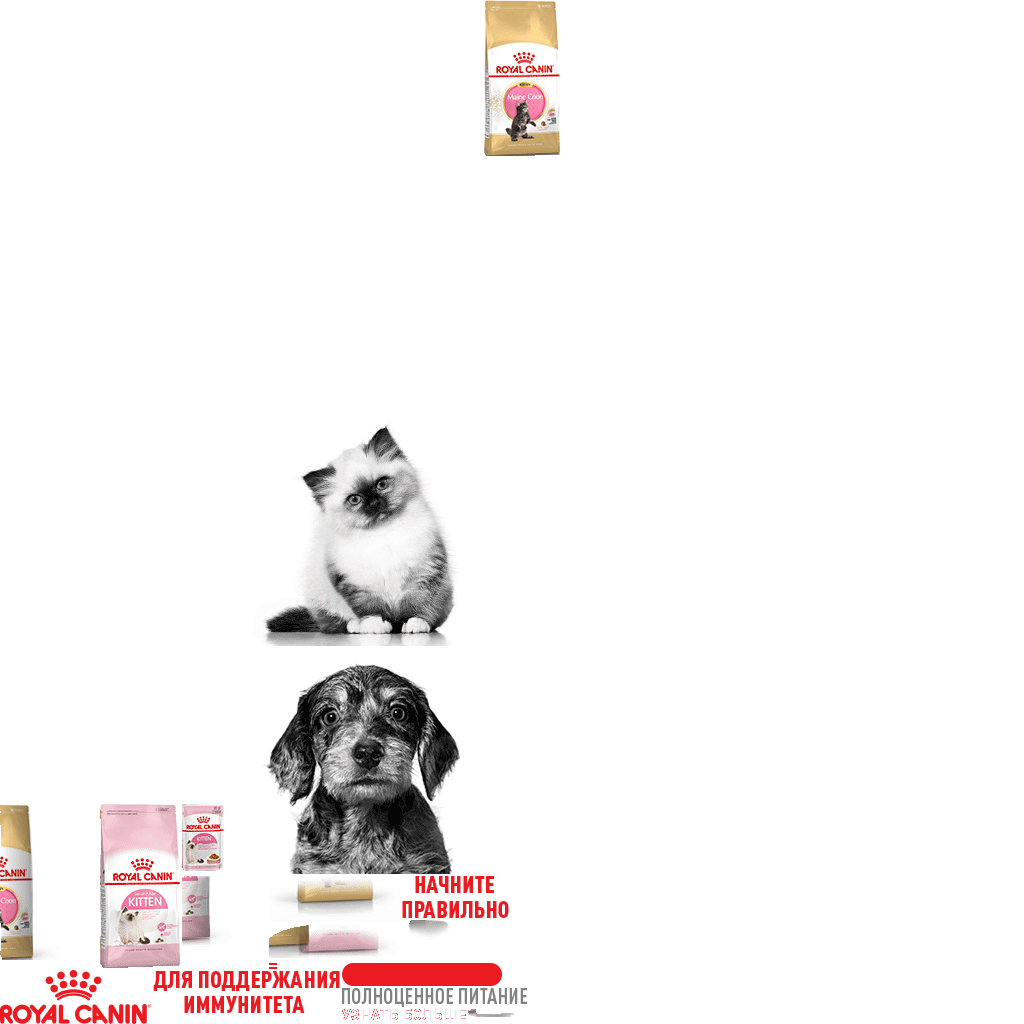 ROYAL CANIN
Maine Coon
ROYAL CANIN
KITTEN
ROYAL CANIN
НАЧНИТЕ
ПРАВИЛЬНО
ROYAL CANIN
ДЛЯ ПОДДЕРЖАНИЯ
ИММУНИТЕТА
ПОЛНОЦЕННОЕ ПИТАНИЕ
УЗНАТЬ БОЛЬШЕ